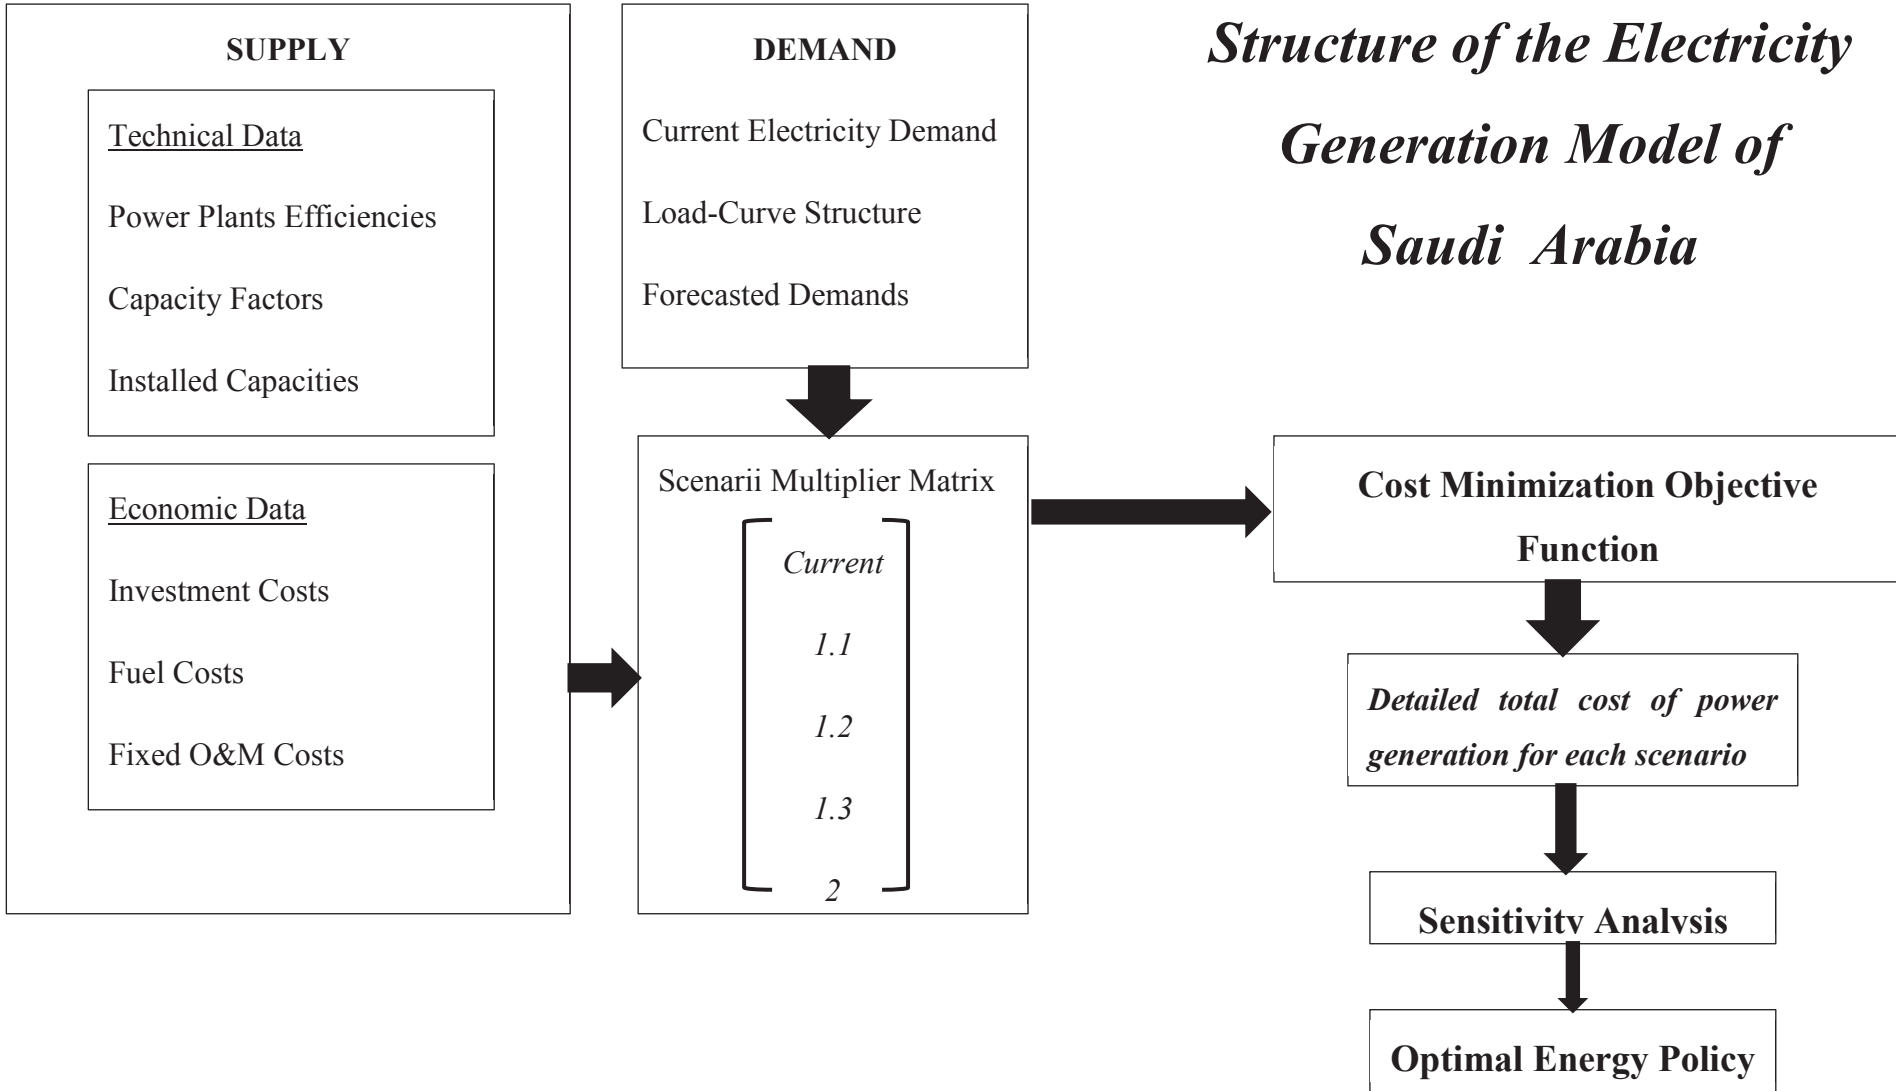 SUPPLY
Technical Data
Power Plants Efficiencies
Capacity Factors
Installed Capacities
Economic Data
Investment Costs
Fuel Costs
Fixed O&M Costs
DEMAND
Current Electricity Demand
Load-Curve Structure
Forecasted Demands
Scenarii Multiplier Matrix
Current
1.1
1.2
1.3
2
Structure of the Electricity
Generation Model of
Saudi Arabia
Cost Minimization Objective
Function
Detailed total cost of power
generation for each scenario
Sensitivity Analysis
Optimal Energy Policy